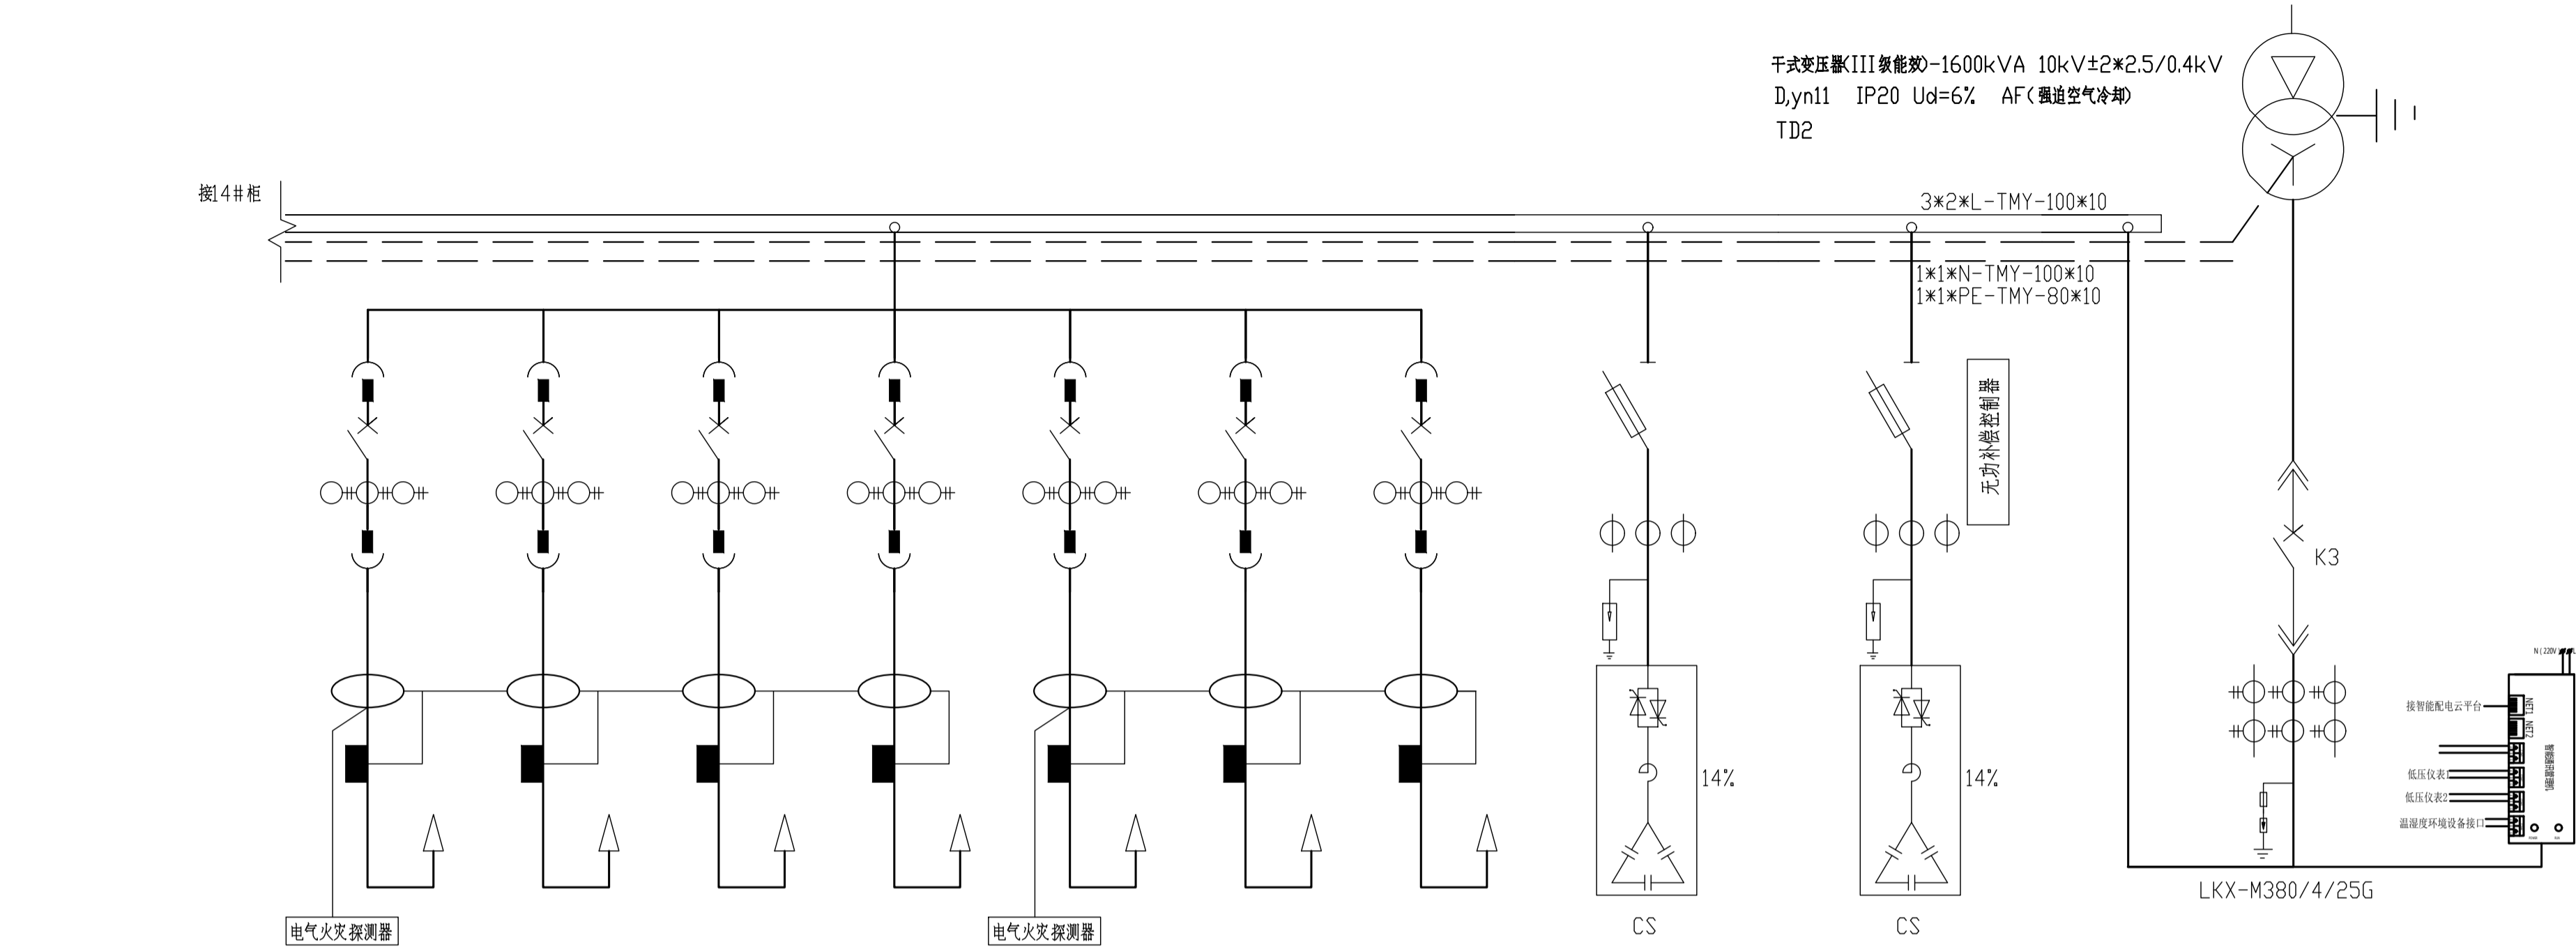 干式变压器(III级能效)-1600kVA 10kV±2*2.5/0.4kV
D,yn11 IP20 Ud=6% AF(强迫空气冷却)
TD2
接14#柜
3*2*L-TMY-100*10
1*1*N-TMY-100*10
1*1*PE-TMY-80*10
无功补偿控制器
K3
N(220V)
接智能配电云平台
NET1
NET2
低压仪表1
低压仪表2
温湿度环境设备接口
14%
14%
LKX-M380/4/25G
CS
CS
电气火灾探测器
电气火灾探测器